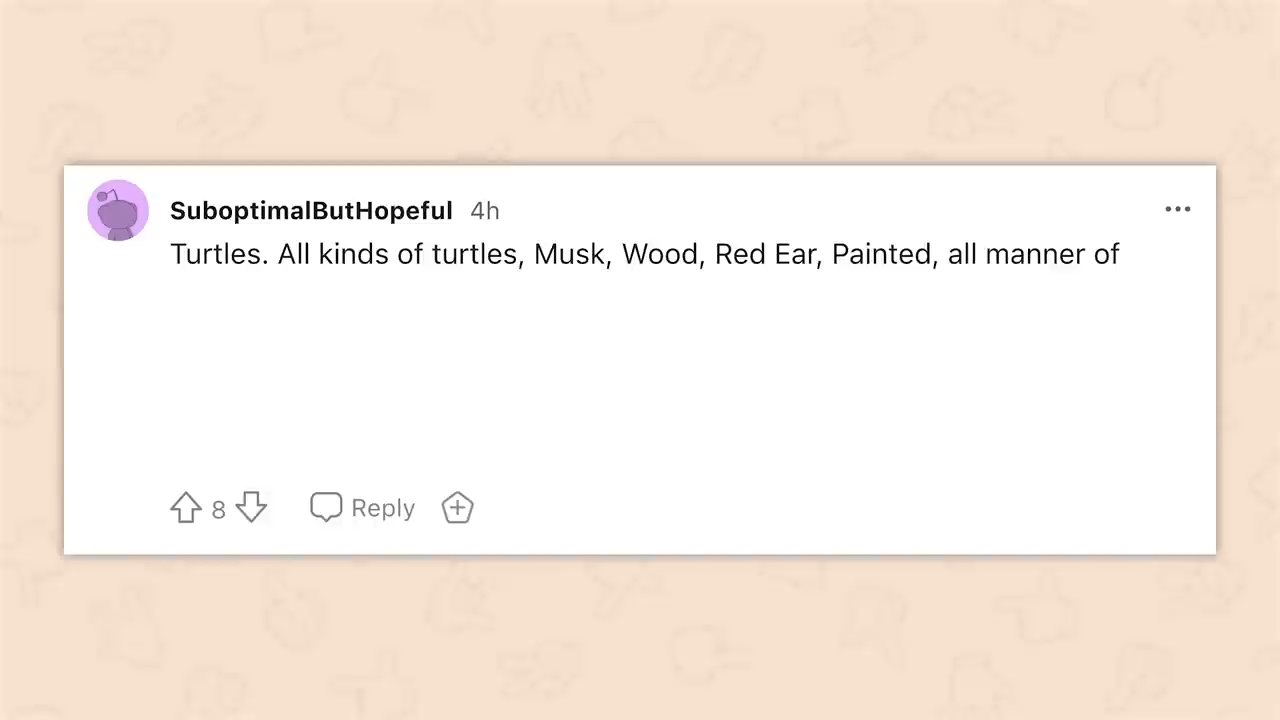 SuboptimalButHopeful 4h
Turtles. All kinds of turtles, Musk, Wood, Red Ear, Painted, all manner of
8 Reply